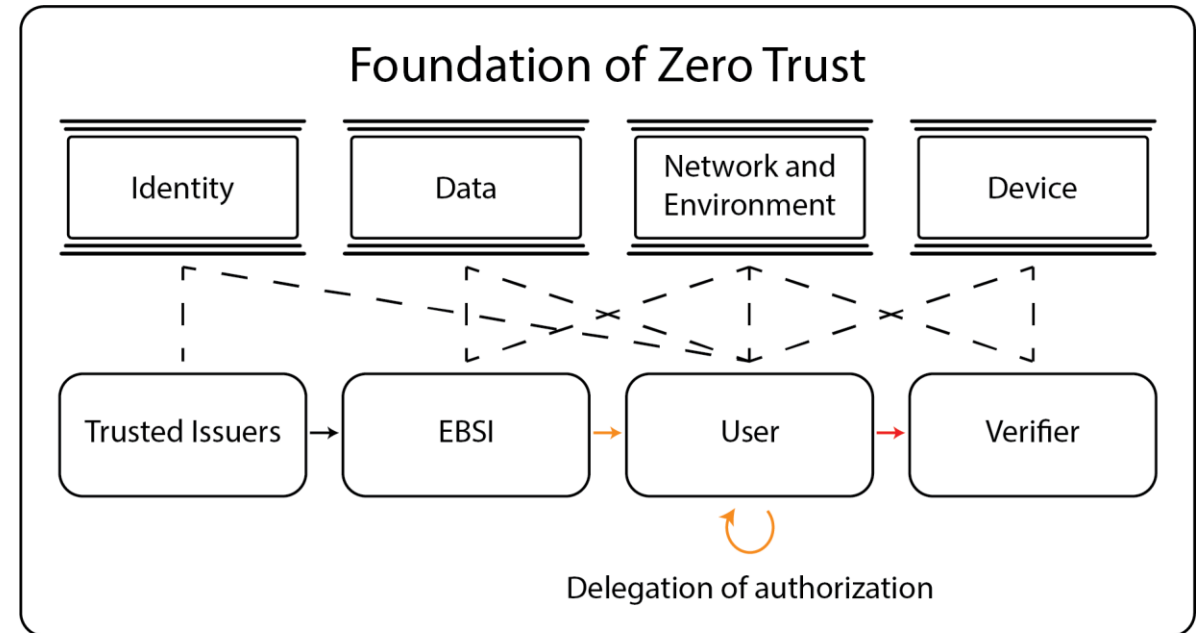 Foundation of Zero Trust
Identity
Data
Network and
Environment
Device
Trusted Issuers
EBSI
User
Verifier
Delegation of authorization